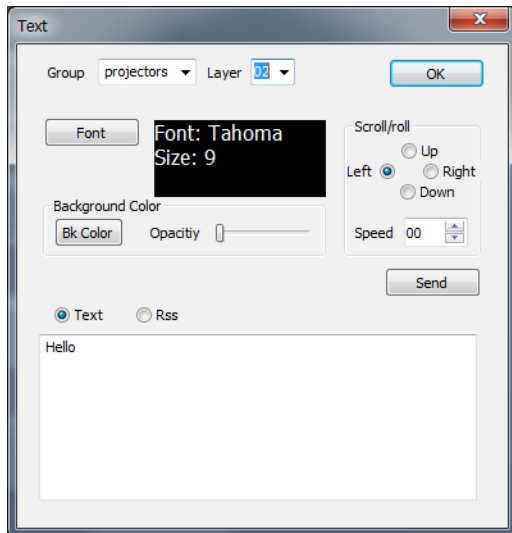 Text
Group projectors Layer 02 OK
Font Font: Tahoma
Size: 9
Scroll/roll
Up
Left Right
Down
Background Color
Bk Color Opacitiy Speed 00
Send
Text Rss
Hello